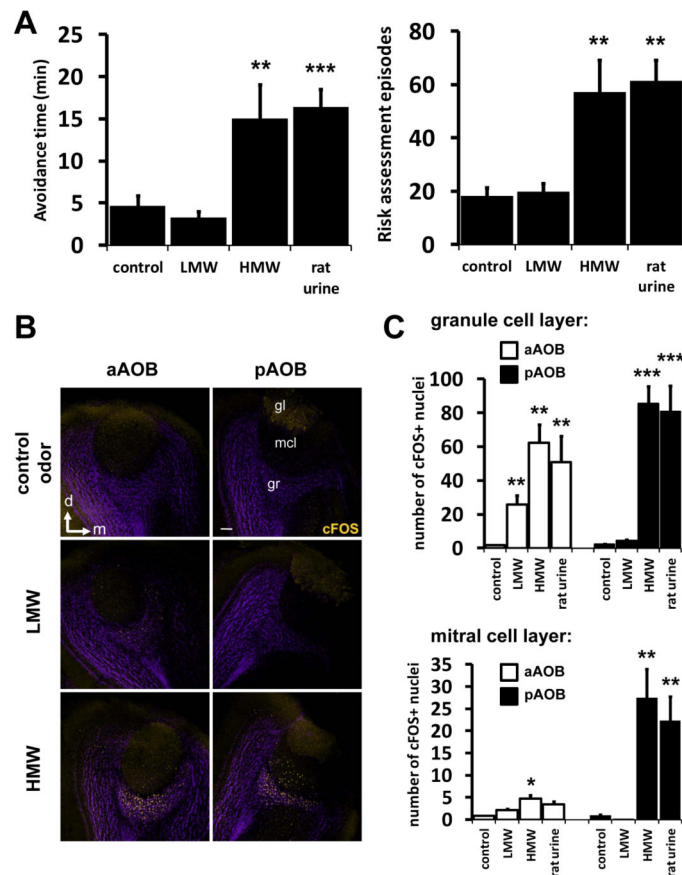 A
Avoidance time (min)
25
20
15
10
5
0
**
***
control
LMW
HMW
rat
urine
Risk assessment episodes
80
60
40
20
0
**
**
control
LMW
HMW
rat
urine
B
aAOB
pAOB
control
odor
d
m
gl
mcl
gr
cFOS
LMW
HMW
C
granule cell layer:
aAOB
pAOB
number of cFOS+ nuclei
100
80
60
40
20
0
**
**
**
***
***
control
LMW
HMW
rat urine
control
LMW
HMW
rat urine
mitral cell layer:
aAOB
pAOB
number of cFOS+ nuclei
35
30
25
20
15
10
5
0
*
**
**
control
LMW
HMW
rat urine
control
LMW
HMW
rat urine